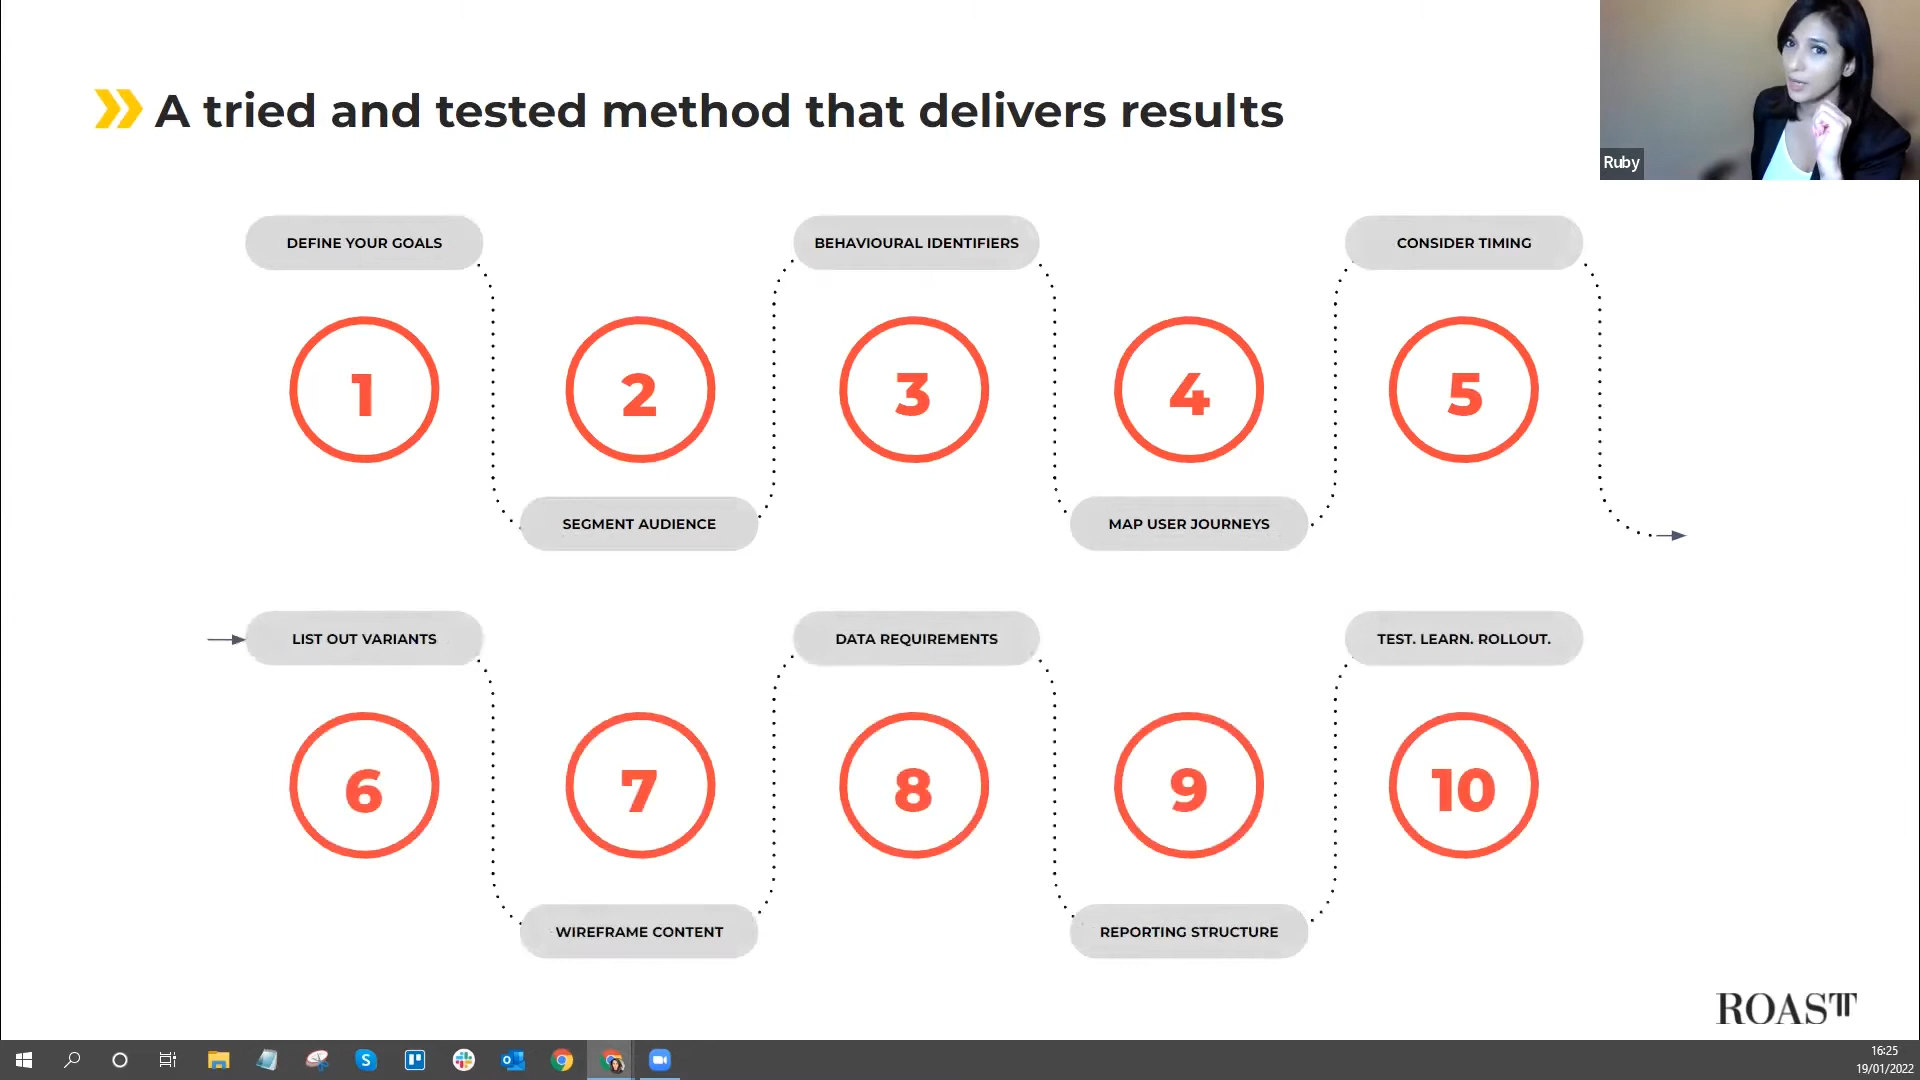 A tried and tested method that delivers results
Ruby
DEFINE YOUR GOALS
BEHAVIOURAL IDENTIFIERS
CONSIDER TIMING
1
2
3
4
5
SEGMENT AUDIENCE
MAP USER JOURNEYS
LIST OUT VARIANTS
DATA REQUIREMENTS
TEST. LEARN. ROLLOUT.
6
7
8
9
10
WIREFRAME CONTENT
REPORTING STRUCTURE
ROAST
16:25
19/01/2022